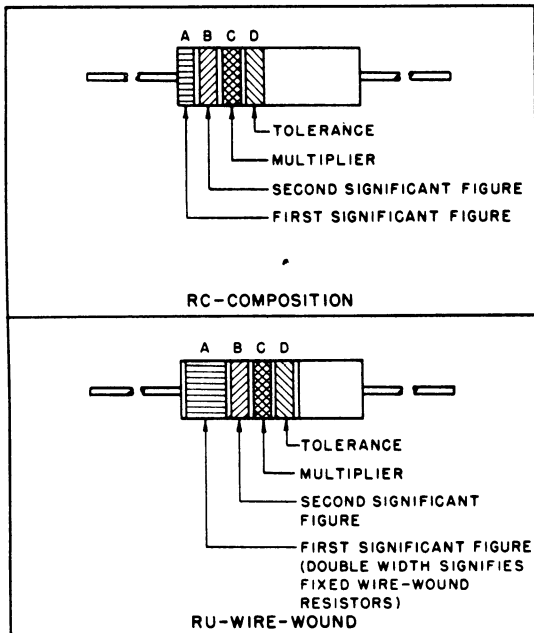 A B C D
TOLERANCE
MULTIPLIER
SECOND SIGNIFICANT FIGURE
FIRST SIGNIFICANT FIGURE
RC-COMPOSITION
A B C D
TOLERANCE
MULTIPLIER
SECOND SIGNIFICANT
FIGURE
FIRST SIGNIFICANT FIGURE
(DOUBLE WIDTH SIGNIFIES
FIXED WIRE-WOUND
RESISTORS)
RU-WIRE-WOUND